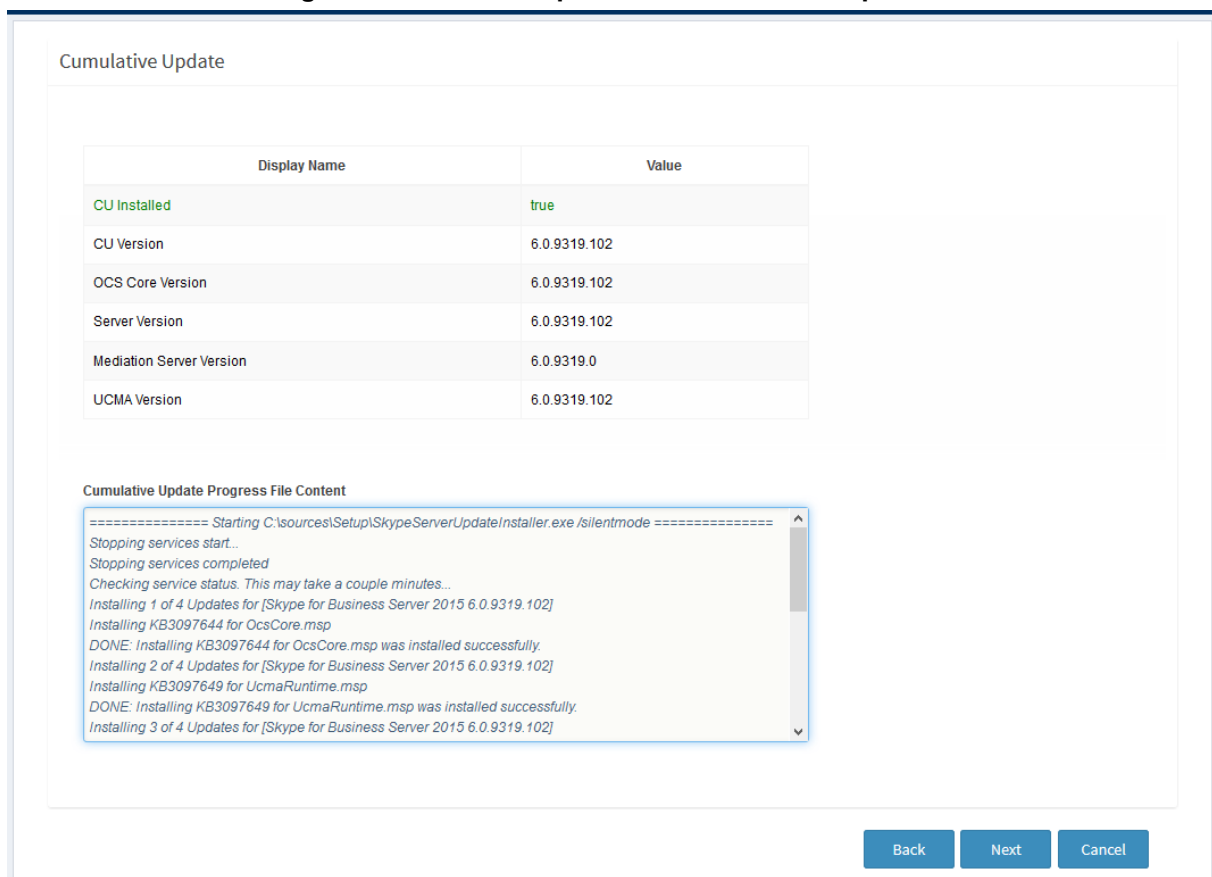 Cumulative Update
Display Name Value
CU Installed true
CU Version 6.0.9319.102
OCS Core Version 6.0.9319.102
Server Version 6.0.9319.102
Mediation Server Version 6.0.9319.0
UCMA Version 6.0.9319.102
Cumulative Update Progress File Content
=============== Starting C:\sources\Setup\SkypeServerUpdateInstaller.exe /silentmode ===============
Stopping services start...
Stopping services completed
Checking service status. This may take a couple minutes...
Installing 1 of 4 Updates for [Skype for Business Server 2015 6.0.9319.102]
Installing KB3097644 for OcsCore.msp
DONE: Installing KB3097644 for OcsCore.msp was installed successfully.
Installing 2 of 4 Updates for [Skype for Business Server 2015 6.0.9319.102]
Installing KB3097649 for UcmaRuntime.msp
DONE: Installing KB3097649 for UcmaRuntime.msp was installed successfully.
Installing 3 of 4 Updates for [Skype for Business Server 2015 6.0.9319.102]
Back Next Cancel